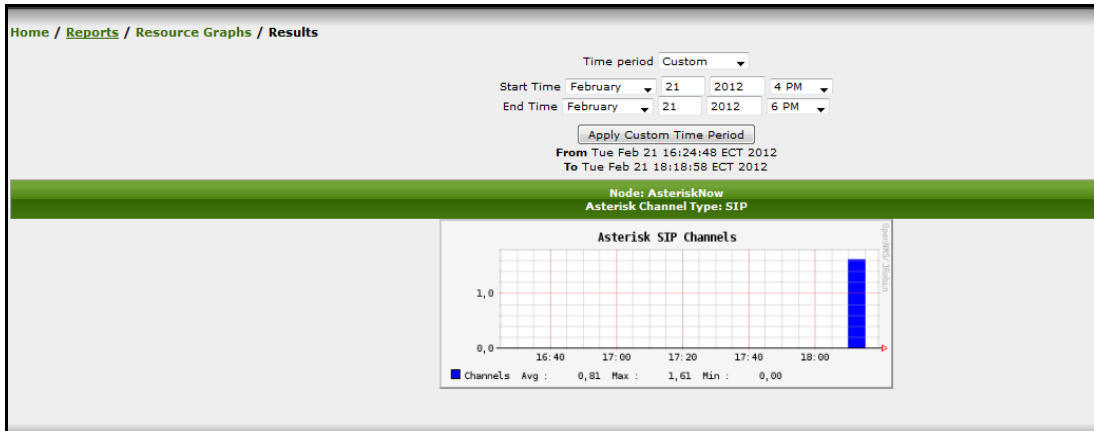 Home / Reports / Resource Graphs / Results
Time period Custom
Start Time February 21 2012 4 PM
End Time February 21 2012 6 PM
Apply Custom Time Period
From Tue Feb 21 16:24:48 ECT 2012
To Tue Feb 21 18:18:58 ECT 2012
Node: AsteriskNow
Asterisk Channel Type: SIP
Asterisk SIP Channels
OpenNMS/JRobin
1,0
0,0
16:40 17:00 17:20 17:40 18:00
Channels Avg : 0,81 Max : 1,61 Min : 0,00